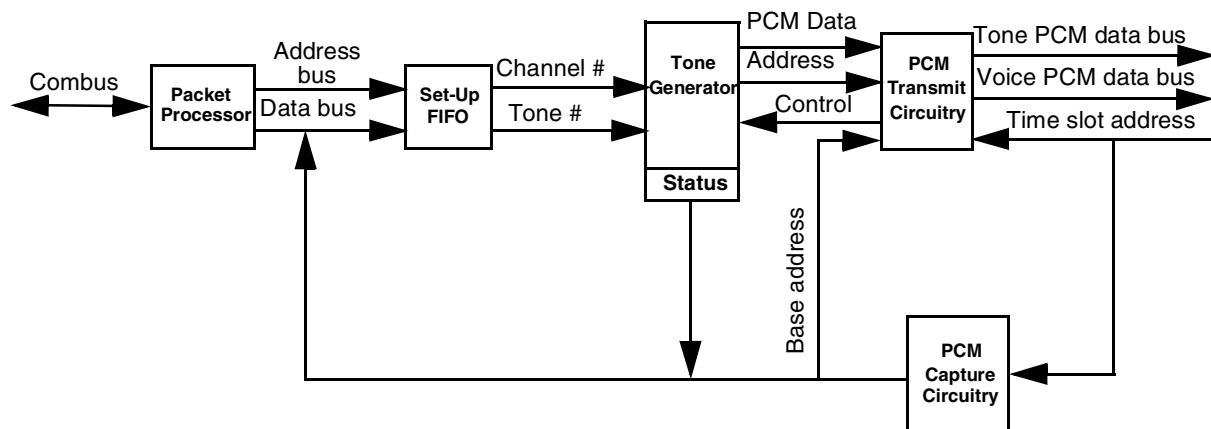 Combus
Packet
Processor
Address
bus
Data bus
Set-Up
FIFO
Channel #
Tone #
Tone
Generator
Status
PCM Data
Address
Control
PCM
Transmit
Circuitry
Tone PCM data bus
Voice PCM data bus
Time slot address
Base address
PCM
Capture
Circuitry